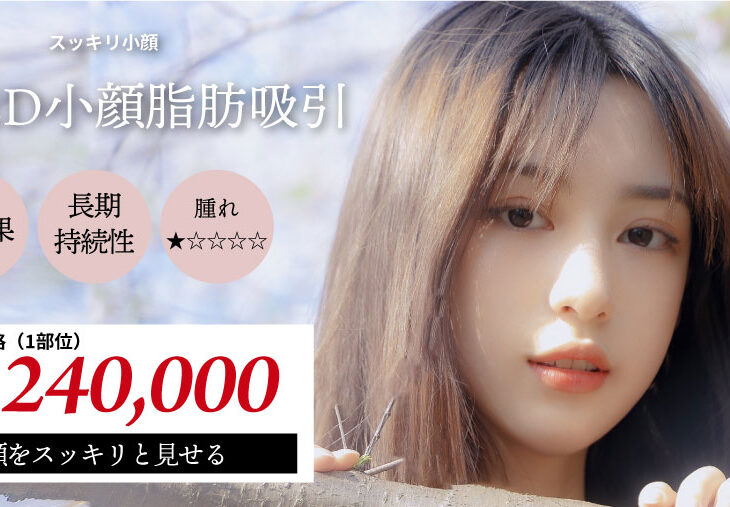 スッキリ小顔
D小顔脂肪吸引
果
長期
持続性
腫れ
★☆☆☆☆
格（1部位）
240,000
顔をスッキリと見せる